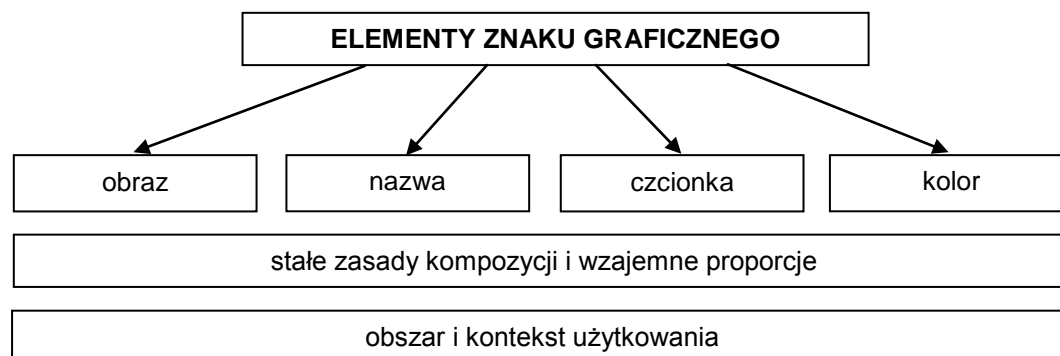 ELEMENTY ZNAKU GRAFICZNEGO
obraz
nazwa
czcionka
kolor
stałe zasady kompozycji i wzajemne proporcje
obszar i kontekst użytkowania